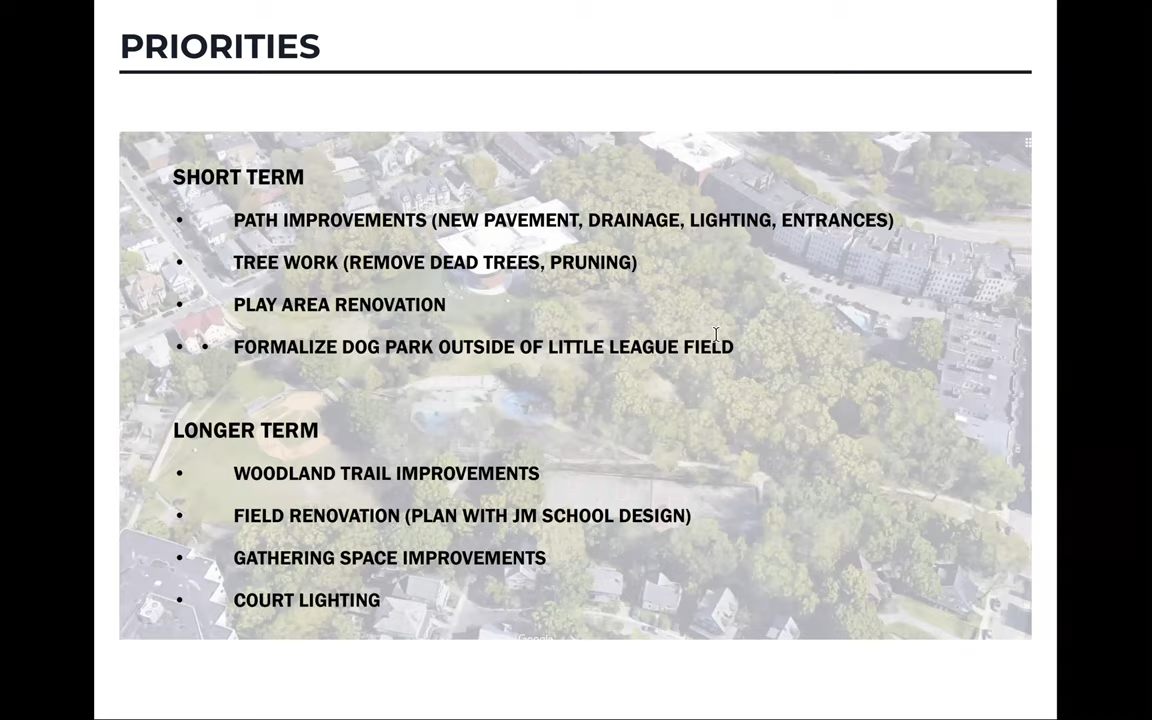 PRIORITIES
SHORT TERM
• PATH IMPROVEMENTS (NEW PAVEMENT, DRAINAGE, LIGHTING, ENTRANCES)
• TREE WORK (REMOVE DEAD TREES, PRUNING)
• PLAY AREA RENOVATION
• • FORMALIZE DOG PARK OUTSIDE OF LITTLE LEAGUE FIELD
LONGER TERM
• WOODLAND TRAIL IMPROVEMENTS
• FIELD RENOVATION (PLAN WITH JM SCHOOL DESIGN)
• GATHERING SPACE IMPROVEMENTS
• COURT LIGHTING
Google